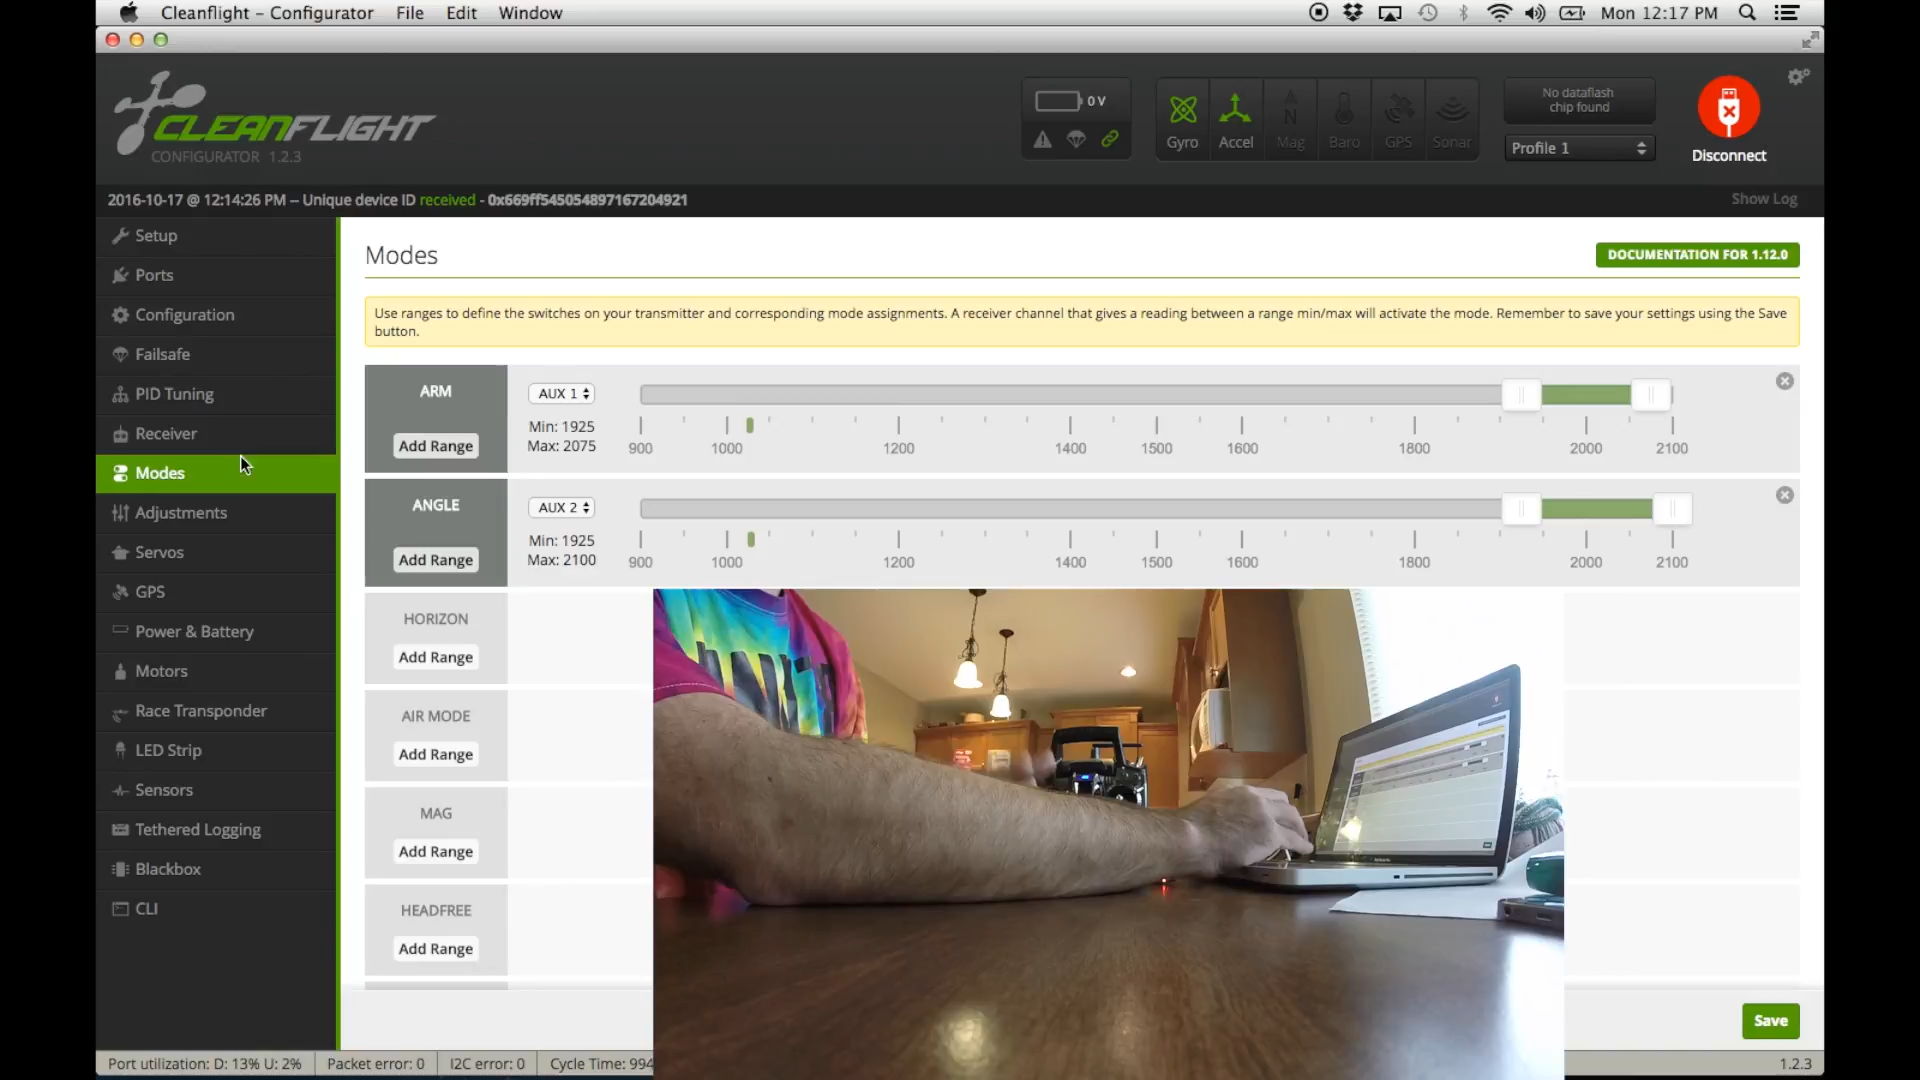 Cleanflight - Configurator File Edit Window
Mon 12:17 PM
CLEANFLIGHT
CONFIGURATOR 1.2.3
0 V
Gyro
Accel
Mag
Baro
GPS
Sonar
No dataflash
chip found
Profile 1
Disconnect
2016-10-17 @ 12:14:26 PM -- Unique device ID received - 0x669ff545054897167204921
Show Log
Setup
Ports
Configuration
Failsafe
PID Tuning
Receiver
Modes
Adjustments
Servos
GPS
Power & Battery
Motors
Race Transponder
LED Strip
Sensors
Tethered Logging
Blackbox
CLI
Modes
DOCUMENTATION FOR 1.12.0
Use ranges to define the switches on your transmitter and corresponding mode assignments. A receiver channel that gives a reading between a range min/max will activate the mode. Remember to save your settings using the Save
button.
ARM
Add Range
AUX 1
Min: 1925
Max: 2075
900 1000 1200 1400 1500 1600 1800 2000 2100
ANGLE
Add Range
AUX 2
Min: 1925
Max: 2100
900 1000 1200 1400 1500 1600 1800 2000 2100
HORIZON
Add Range
AIR MODE
Add Range
MAG
Add Range
HEADFREE
Add Range
Save
Port utilization: D: 13% U: 2%
Packet error: 0
I2C error: 0
Cycle Time: 994
1.2.3